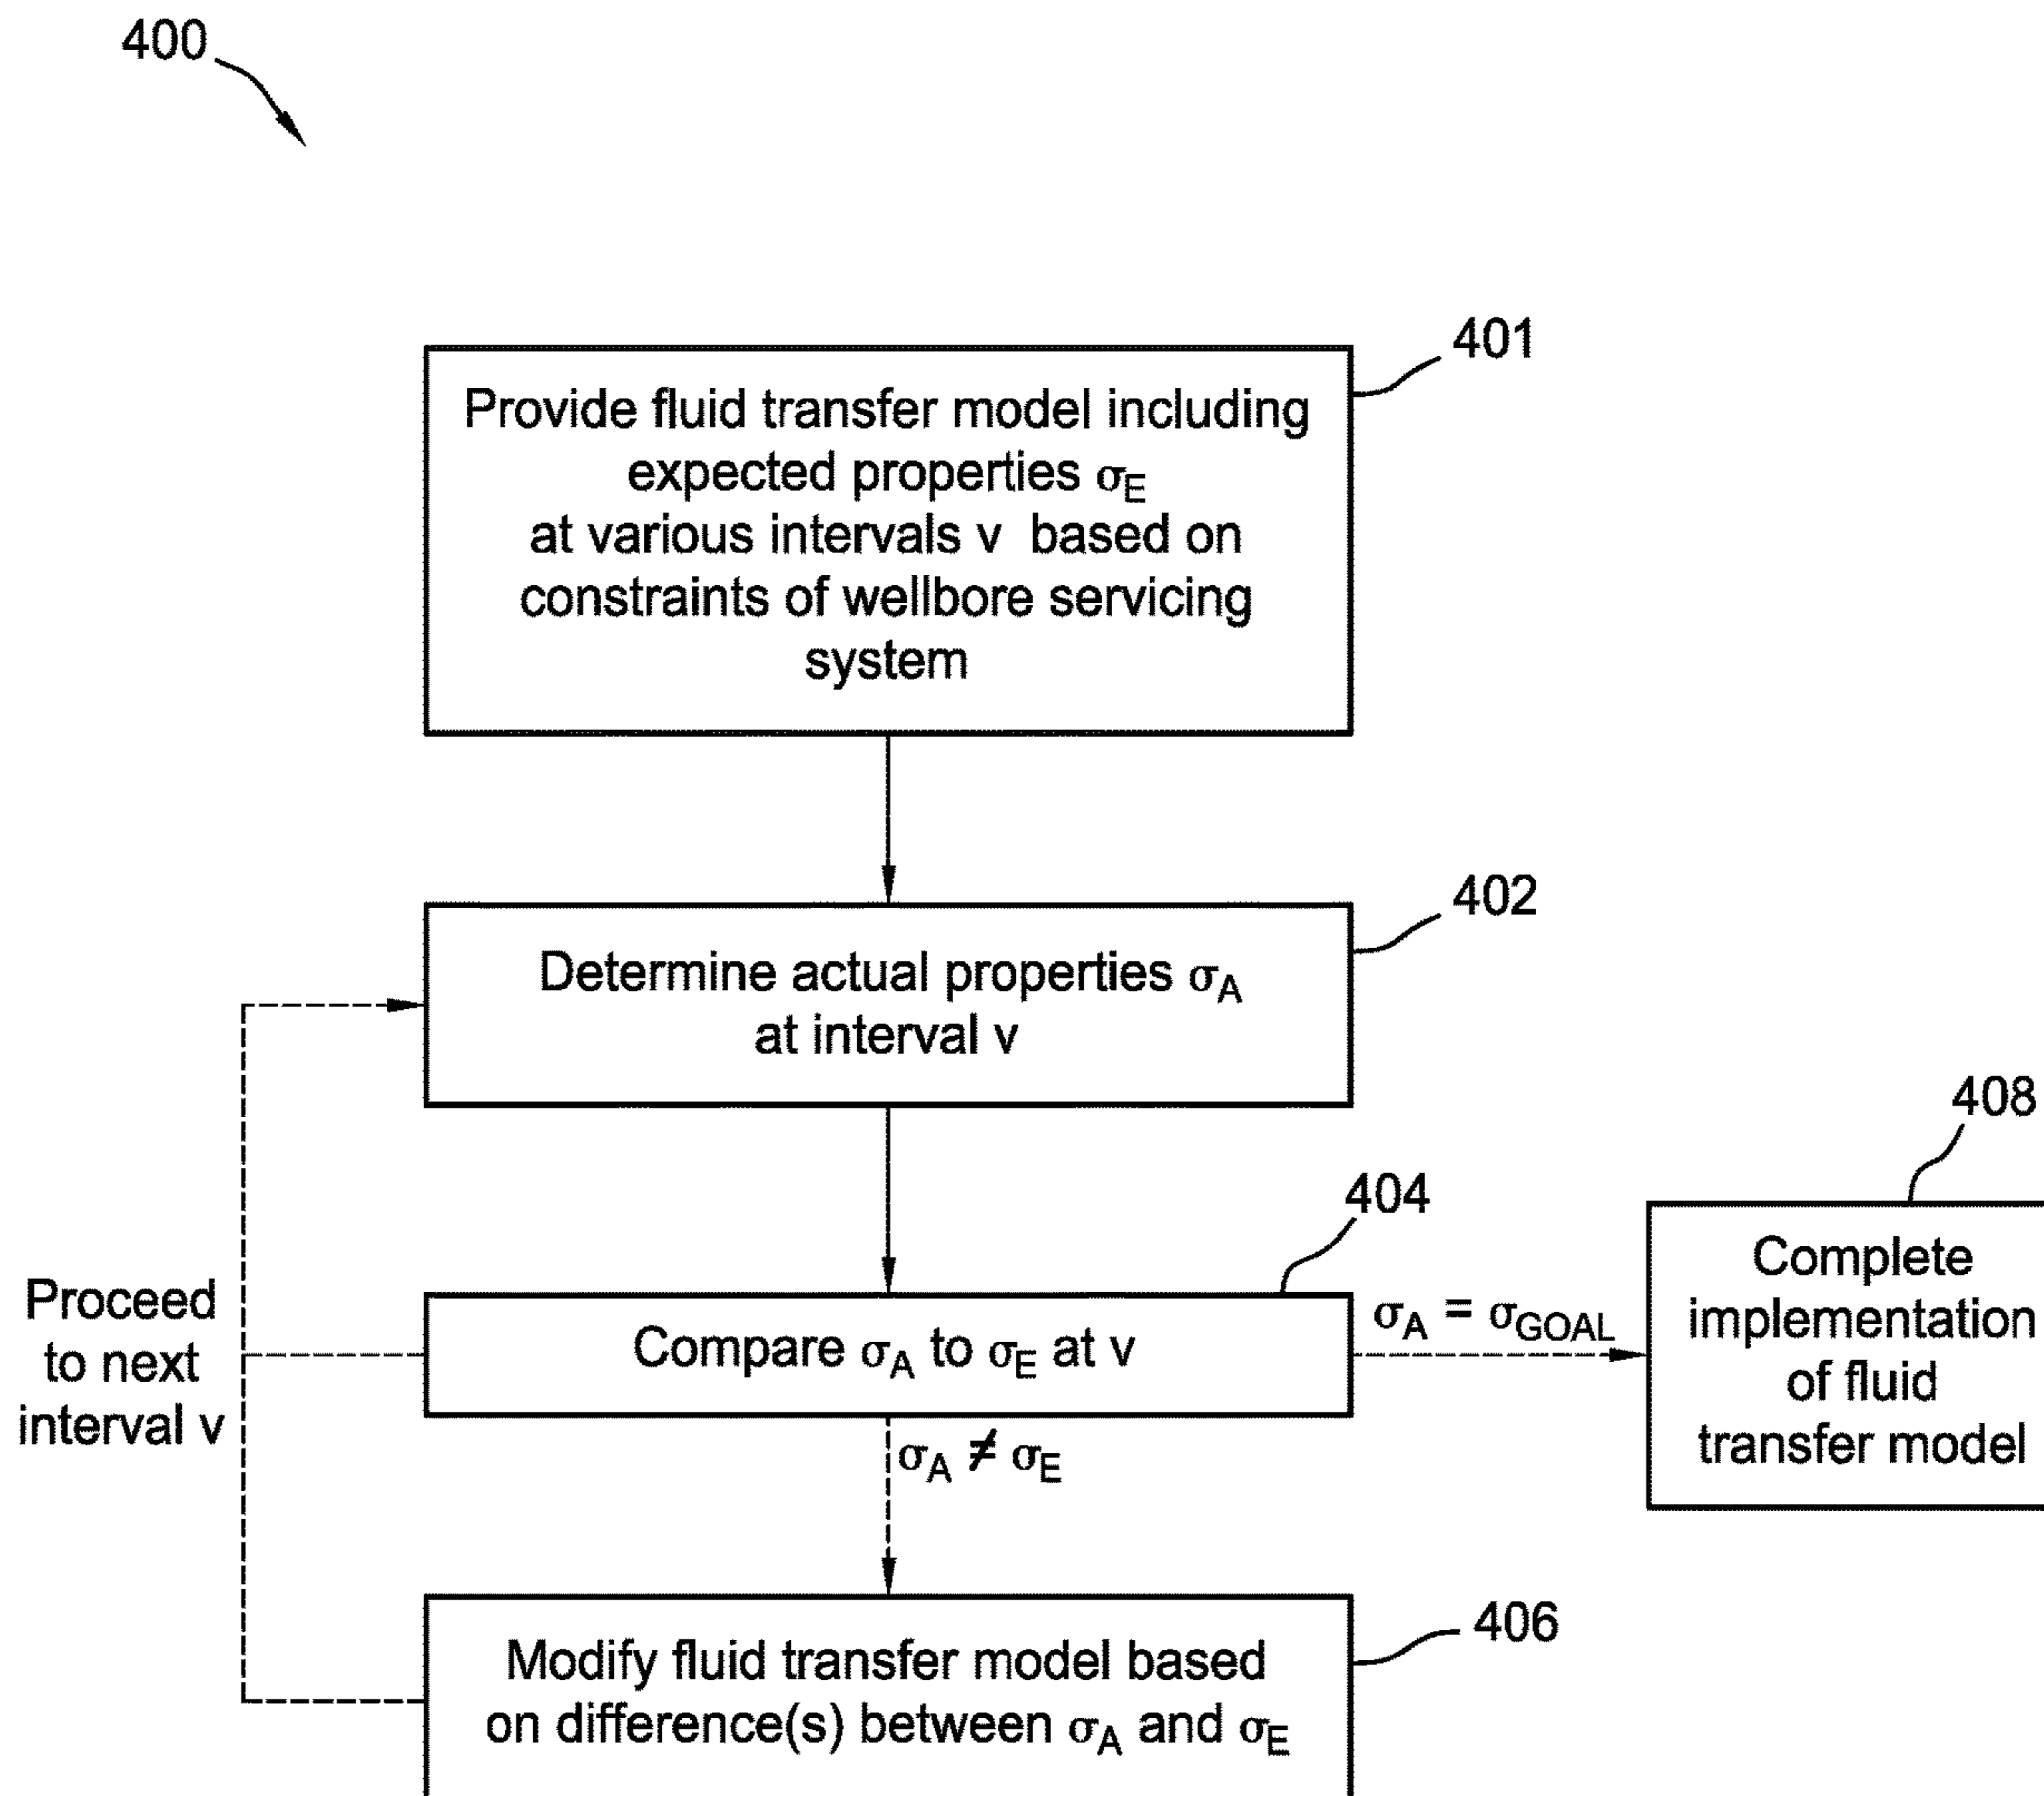 400
401
Provide fluid transfer model including
expected properties σE
at various intervals v based on
constraints of wellbore servicing
system
402
Determine actual properties σA
at interval v
408
404
Complete
implementation
of fluid
transfer model
Proceed
to next
interval v
Compare σA to σE at v
σA = σGOAL
σA ≠ σE
406
Modify fluid transfer model based
on difference(s) between σA and σE